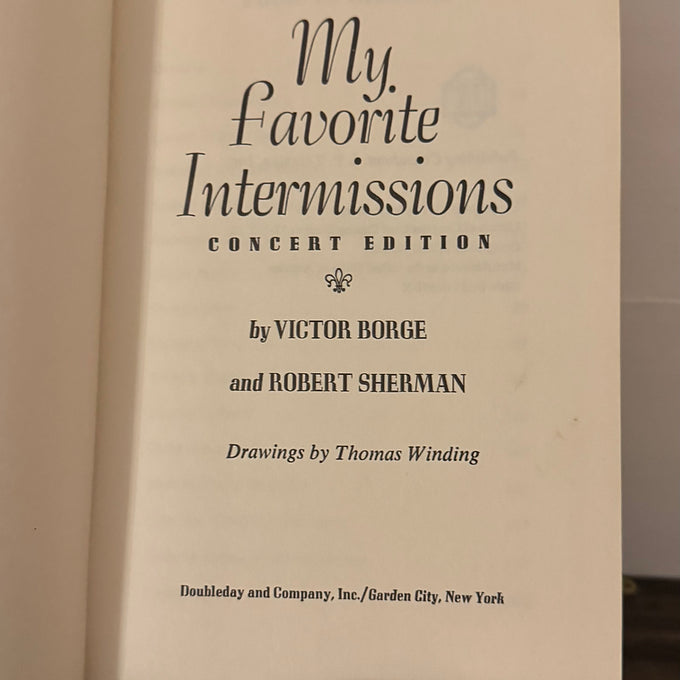 My
Favorite
Intermissions
CONCERT EDITION
by VICTOR BORGE
and ROBERT SHERMAN
Drawings by Thomas Winding
Doubleday and Company, Inc./Garden City, New York